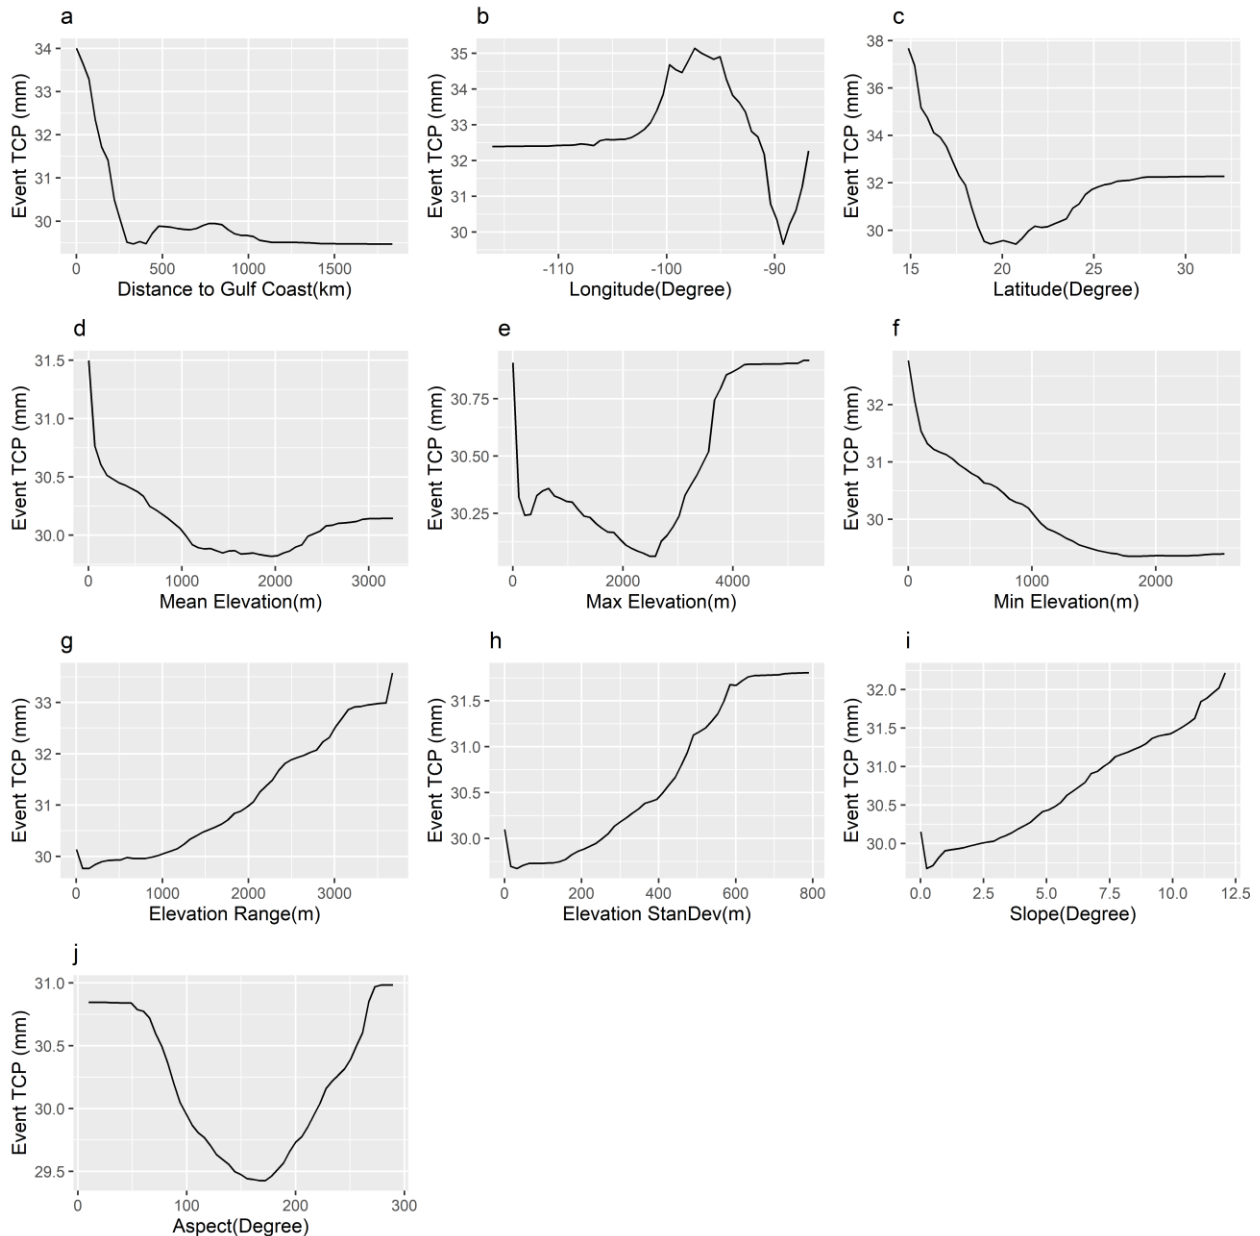 a
Event TCP (mm)
34
33
32
31
30
0 500 1000 1500
Distance to Gulf Coast(km)
b
Event TCP (mm)
35
34
33
32
31
30
-110 -100 -90
Longitude(Degree)
c
Event TCP (mm)
38
36
34
32
30
15 20 25 30
Latitude(Degree)
d
Event TCP (mm)
31.5
31.0
30.5
30.0
0 1000 2000 3000
Mean Elevation(m)
e
Event TCP (mm)
30.75
30.50
30.25
0 2000 4000
Max Elevation(m)
f
Event TCP (mm)
32
31
30
0 1000 2000
Min Elevation(m)
g
Event TCP (mm)
33
32
31
30
0 1000 2000 3000
Elevation Range(m)
h
Event TCP (mm)
31.5
31.0
30.5
30.0
0 200 400 600 800
Elevation StanDev(m)
i
Event TCP (mm)
32.0
31.5
31.0
30.5
30.0
0.0 2.5 5.0 7.5 10.0 12.5
Slope(Degree)
j
Event TCP (mm)
31.0
30.5
30.0
29.5
0 100 200 300
Aspect(Degree)